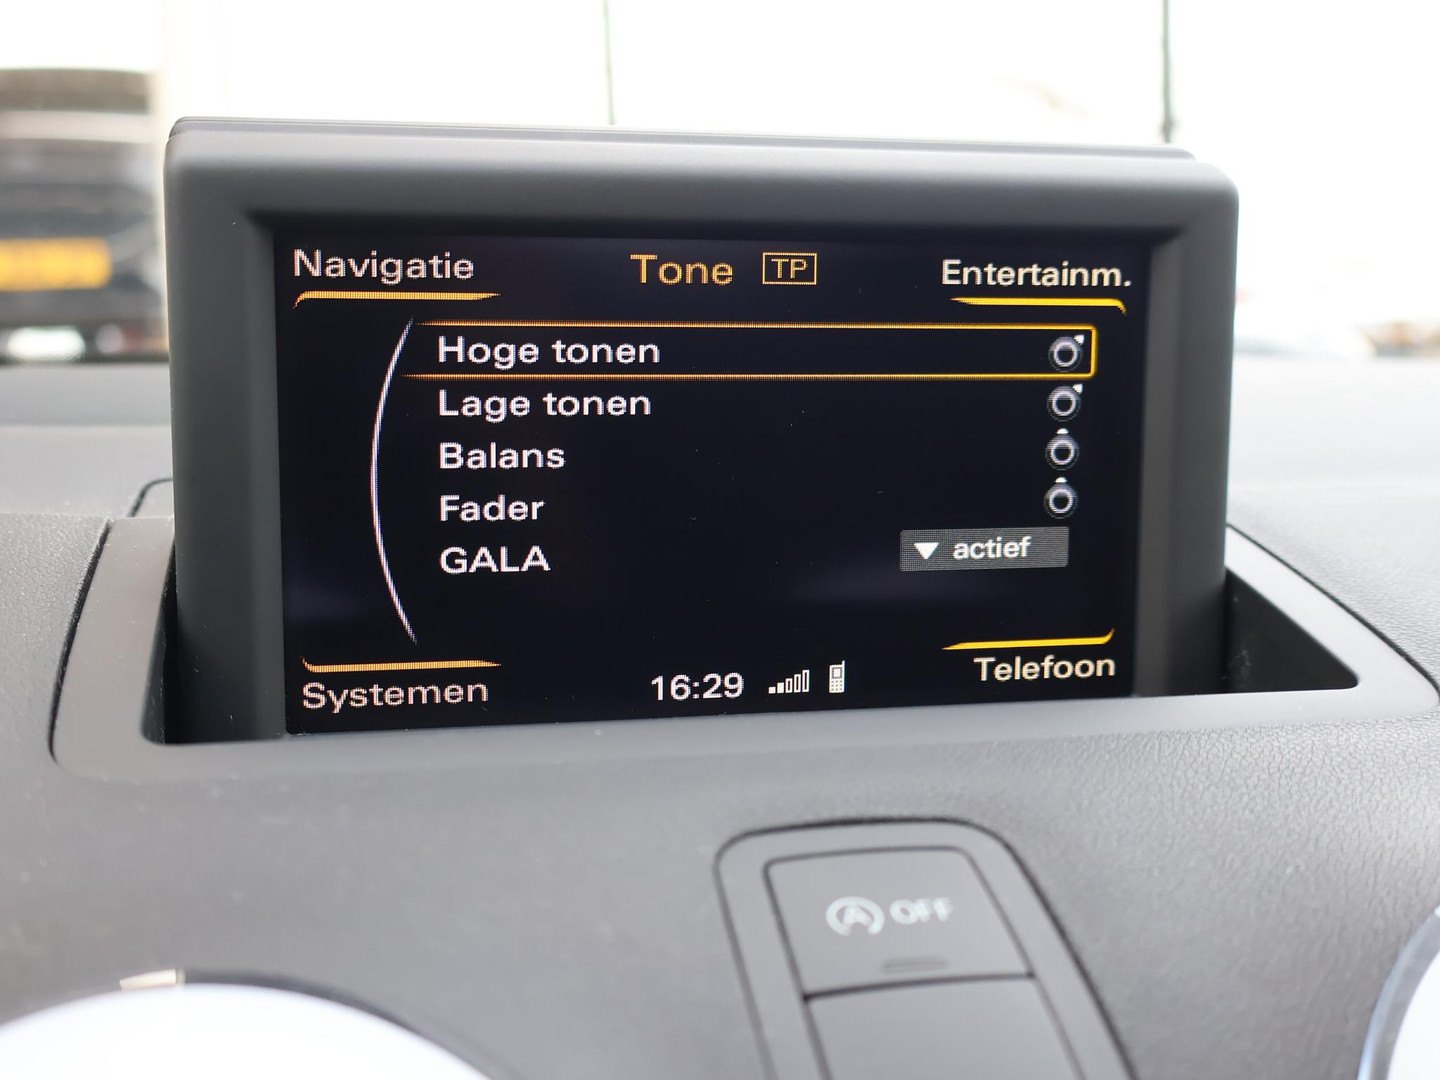 Navigatie
Tone TP
Entertainm.
Hoge tonen
Lage tonen
Balans
Fader
GALA
actief
Systemen
16:29
Telefoon
A OFF